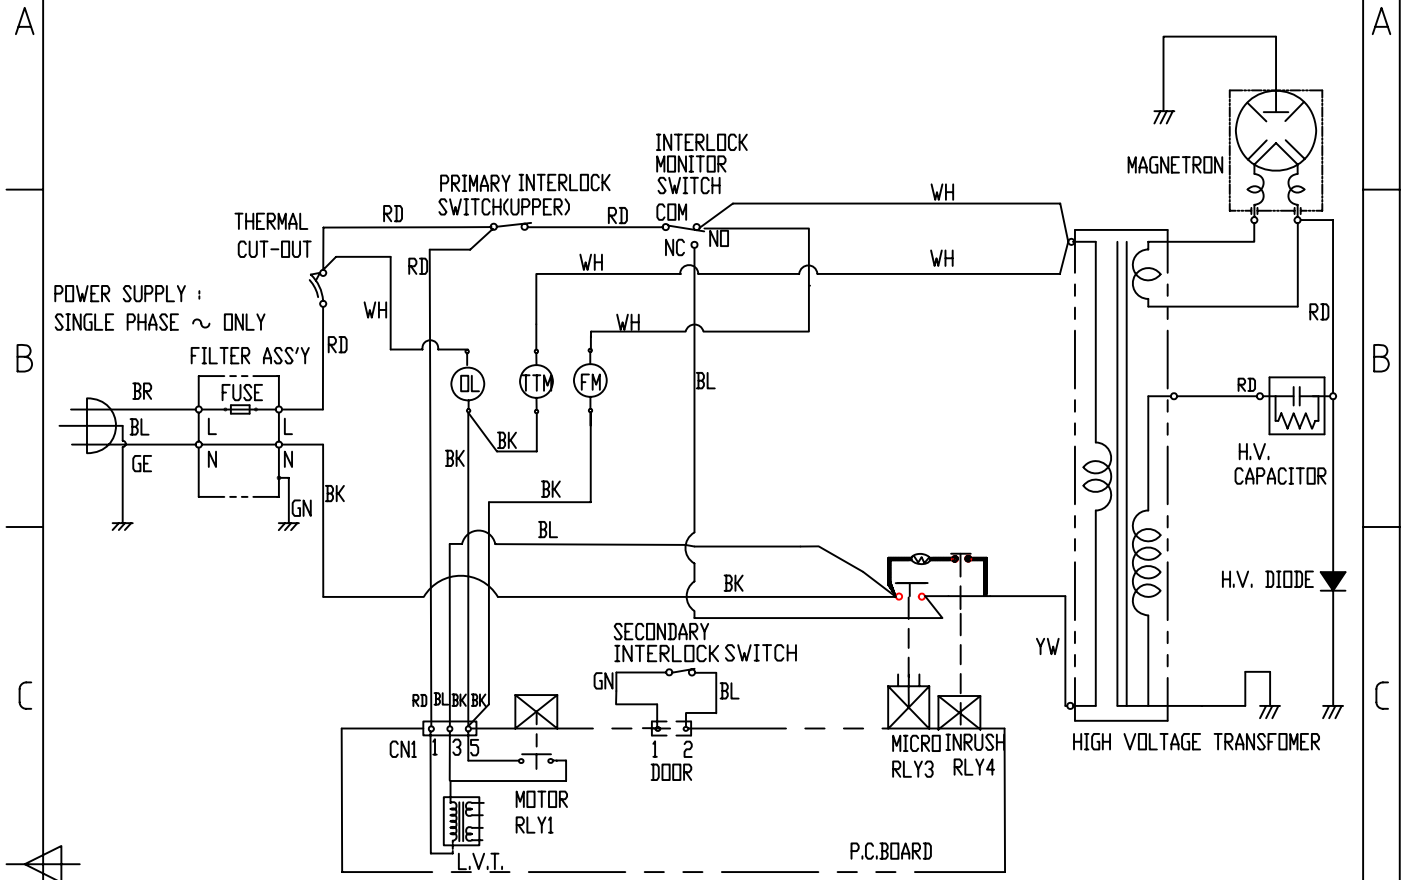 A
A
INTERLOCK
MONITOR
SWITCH
MAGNETRON
PRIMARY INTERLOCK
SWITCH(UPPER)
WH
THERMAL
CUT-OUT
RD
RD
COM
NO
NC
RD
WH
WH
POWER SUPPLY :
SINGLE PHASE ~ ONLY
WH
WH
RD
B
FILTER ASS'Y
RD
B
BR
FUSE
OL
TTM
FM
BL
RD
BL
L
L
BK
GE
N
N
BK
H.V.
CAPACITOR
GN
BK
BK
BL
BK
H.V. DIODE
SECONDARY
INTERLOCK SWITCH
YW
C
GN
BL
C
RD
BL
BK
BK
CN1
1
3
5
1
2
DOOR
MICRO
RLY3
INRUSH
RLY4
HIGH VOLTAGE TRANSFOMER
MOTOR
RLY1
L.V.T.
P.C.BOARD